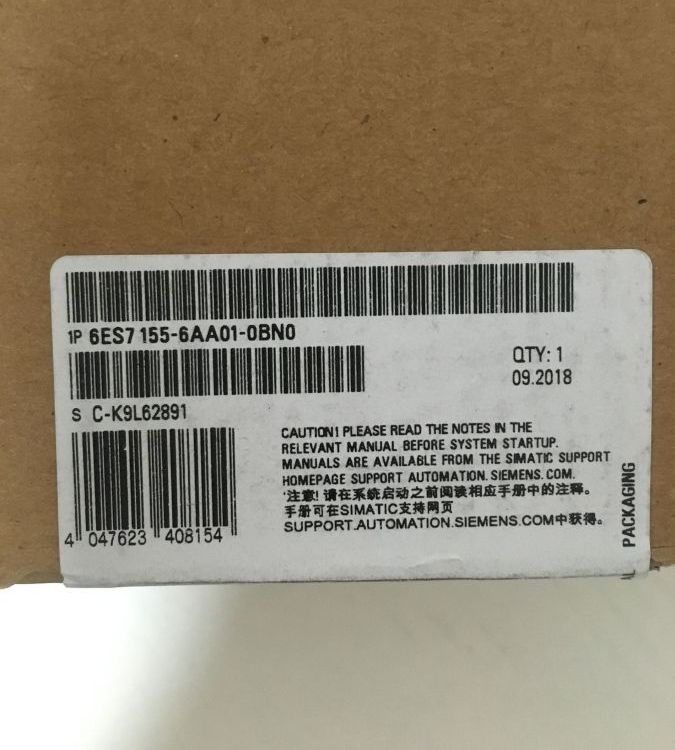 1P 6ES7 155-6AA01-0BN0
QTY: 1
09.2018
S C-K9L62891
CAUTION! PLEASE READ THE NOTES IN THE
RELEVANT MANUAL BEFORE SYSTEM STARTUP.
MANUALS ARE AVAILABLE FROM THE SIMATIC SUPPORT
HOMEPAGE SUPPORT AUTOMATION. SIEMENS. COM.
注意! 请在系统启动之前阅读相应手册中的注释。
手册可在SIMATIC支持网页
SUPPORT.AUTOMATION.SIEMENS.COM中获得。
4 047623 408154
PACKAGING